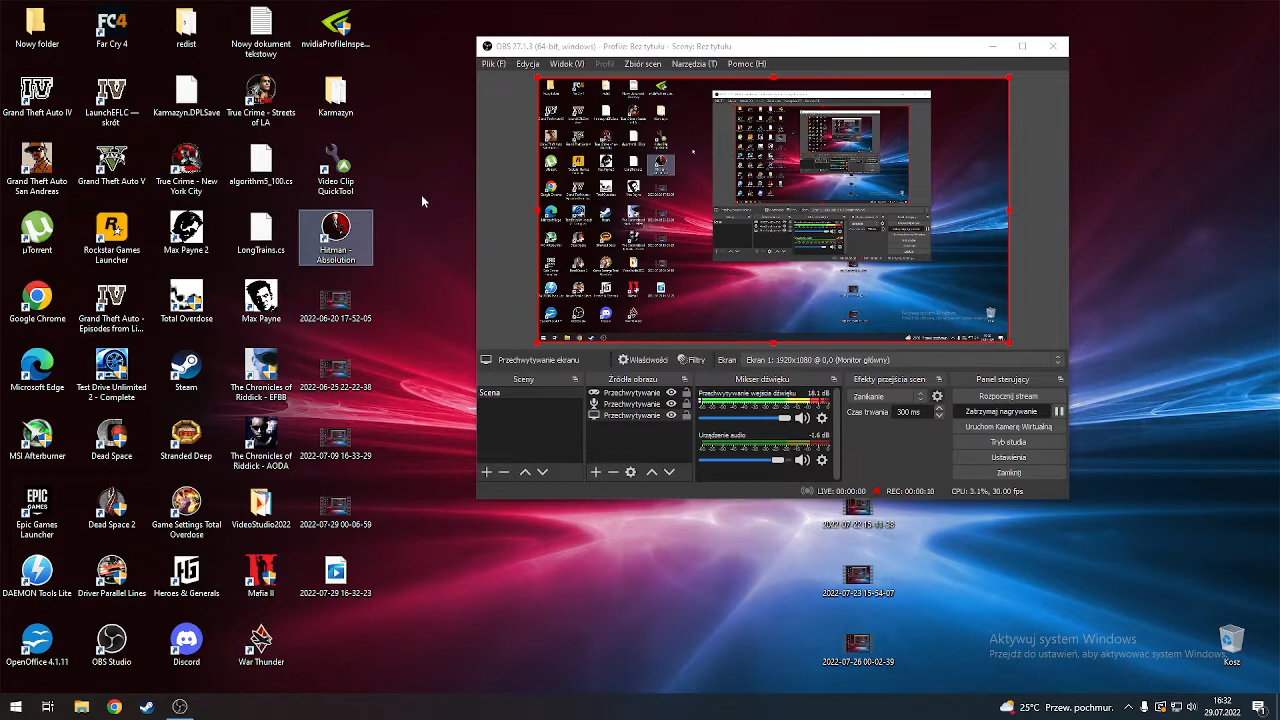 Nowy folder
Far Cry 4
redist
Nowy dokument tekstowy
nvidiaProfileInspe...
Grand Theft Auto IV
LaunchEfLC — skrót
Karmazyn.DPLSave
True Crime - Streets of LA
Karmazyn
Grand Theft Auto San Andreas
Grand Theft Auto V
True Crime - New York City
algorithm5_100.cs
Video Clip QuickTool
µTorrent
Rockstar Games Launcher
Max Payne 2
LongTrain.cs
Hitman - Absolution
Google Chrome
Grand Theft Auto - Episodes from Li...
Total Overdose
Max Payne
2022-06-20 17-52-05
Microsoft Edge
Test Drive Unlimited 2 - Complete
Steam
The Chronicles of Riddick - EFBB
2022-06-25 22-22-38
MSI Afterburner
Dead Space
Stranded Deep
The Chronicles of Riddick - AODA
Epic Games Launcher
Dead Space 2
Game Settings Total Overdose
VideoStudio2022
2022-07-29 00-06-59
DAEMON Tools Lite
Driver Parallel Lines
Heroes & Generals
Mafia II
2022-07-29 16-32-23
OpenOffice 4.1.11
OBS Studio
Discord
War Thunder
OBS 27.1.3 (64-bit, windows) - Profile: Bez tytułu - Sceny: Bez tytułu
Plik (F)
Edycja
Widok (V)
Profil
Zbiór scen
Narzędzia (T)
Pomoc (H)
Przechwytywanie ekranu
Właściwości
Filtry
Ekran
Ekran 1: 1920x1080 @ 0,0 (Monitor główny)
Sceny
Scena
Źródła obrazu
Przechwytywanie
Przechwytywanie
Przechwytywanie
Mikser dźwięku
Przechwytywanie wejścia dźwięku
18.1 dB
Urządzenie audio
-1.6 dB
Efekty przejścia scen
Zanikanie
Czas trwania
300 ms
Panel sterujący
Rozpocznij stream
Zatrzymaj nagrywanie
Uruchom Kamerę Wirtualną
Tryb studia
Ustawienia
Zamknij
LIVE: 00:00:00
REC: 00:00:10
CPU: 3.1%, 30.00 fps
2022-07-22 15-11-38
2022-07-23 15-54-07
2022-07-26 00-02-39
Aktywuj system Windows
Przejdź do ustawień, aby aktywować system Windows.
Kosz
25°C Przew. pochmur.
16:32
29.07.2022